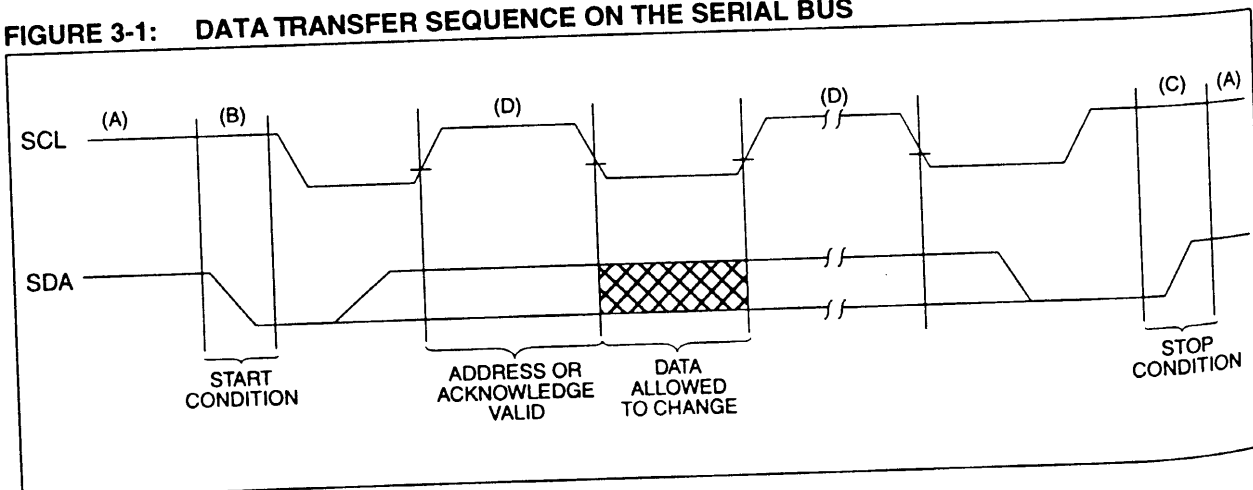 FIGURE 3-1: DATA TRANSFER SEQUENCE ON THE SERIAL BUS
(A) (B) (D) (D) (C) (A)
SCL
SDA
START
CONDITION
ADDRESS OR
ACKNOWLEDGE
VALID
DATA
ALLOWED
TO CHANGE
STOP
CONDITION